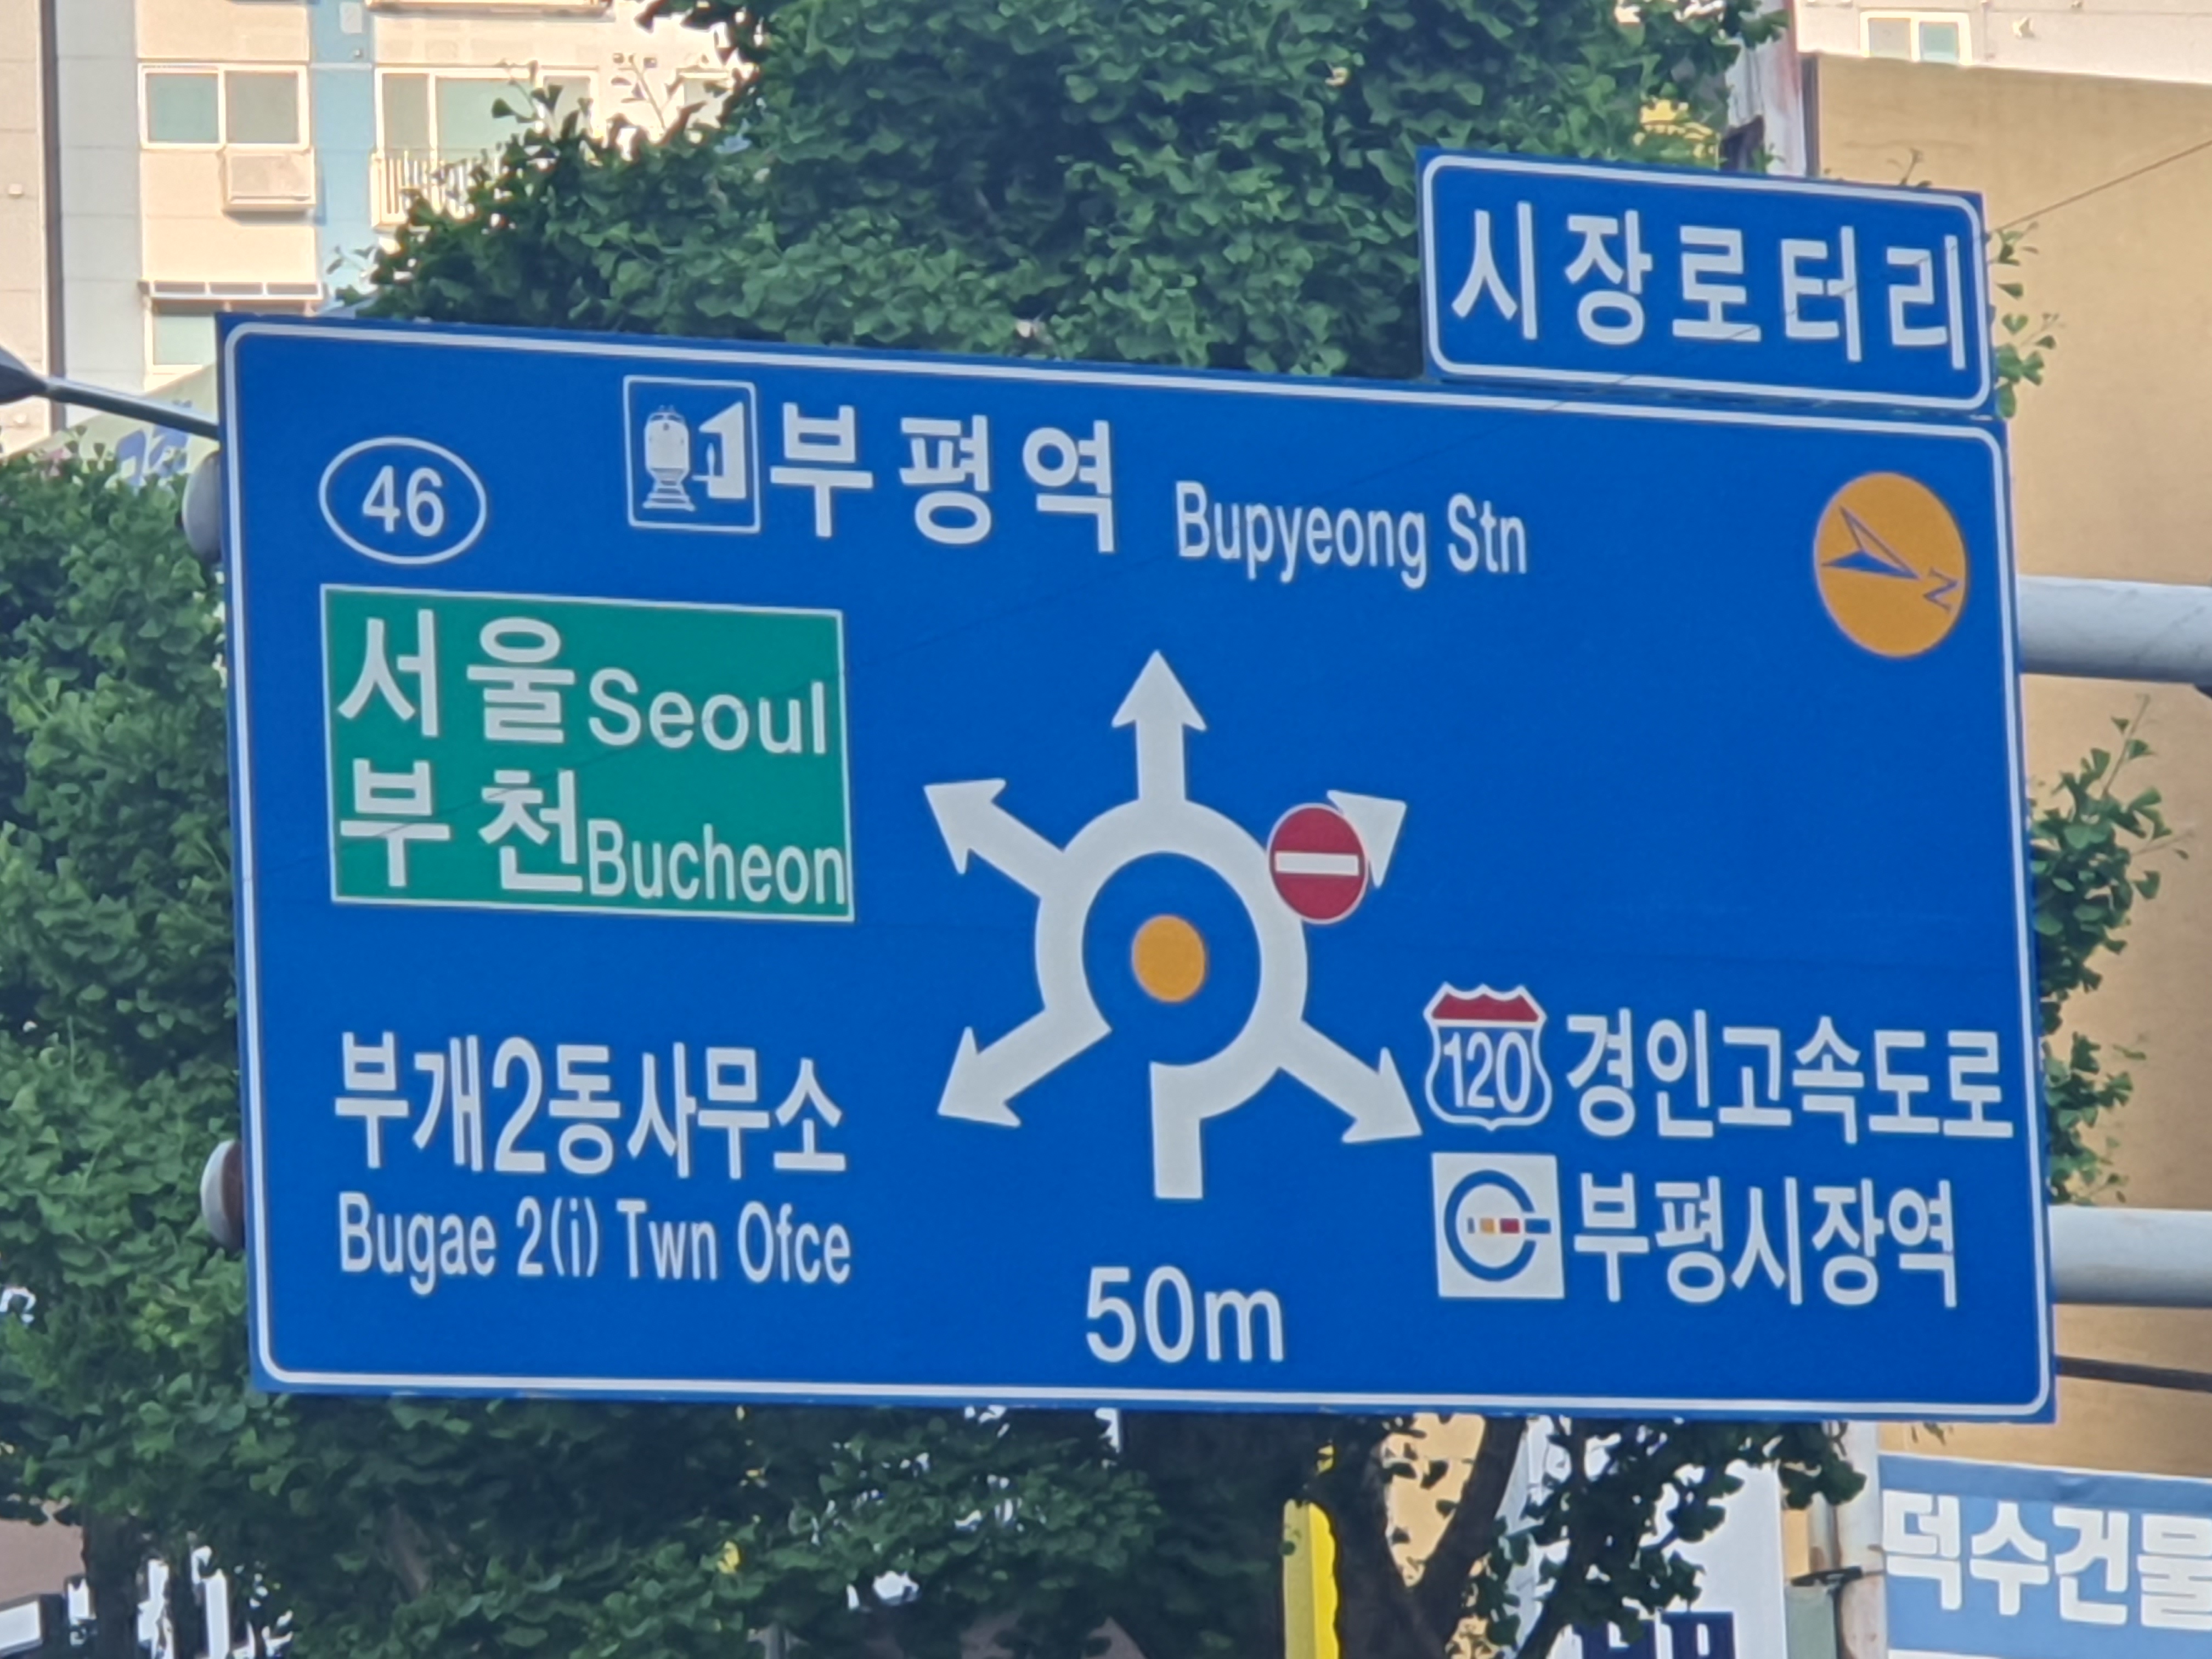 시장로터리
46
부평역 Bupyeong Stn
N
서울 Seoul
부천 Bucheon
120 경인고속도로
부개2동사무소
부평시장역
Bugae 2(i) Twn Ofce
50m
덕수건물